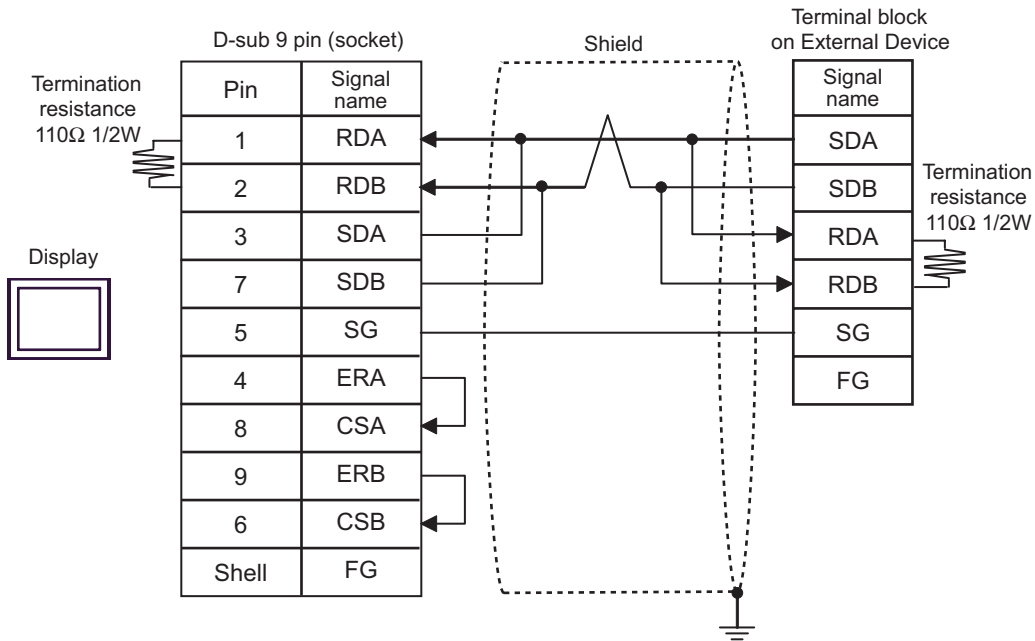 Terminal block
on External Device
D-sub 9 pin (socket)
Shield
Termination
resistance
110Ω 1/2W
Pin
Signal
name
1
RDA
2
RDB
3
SDA
7
SDB
5
SG
4
ERA
8
CSA
9
ERB
6
CSB
Shell
FG
Display
Signal
name
SDA
SDB
RDA
RDB
SG
FG
Termination
resistance
110Ω 1/2W